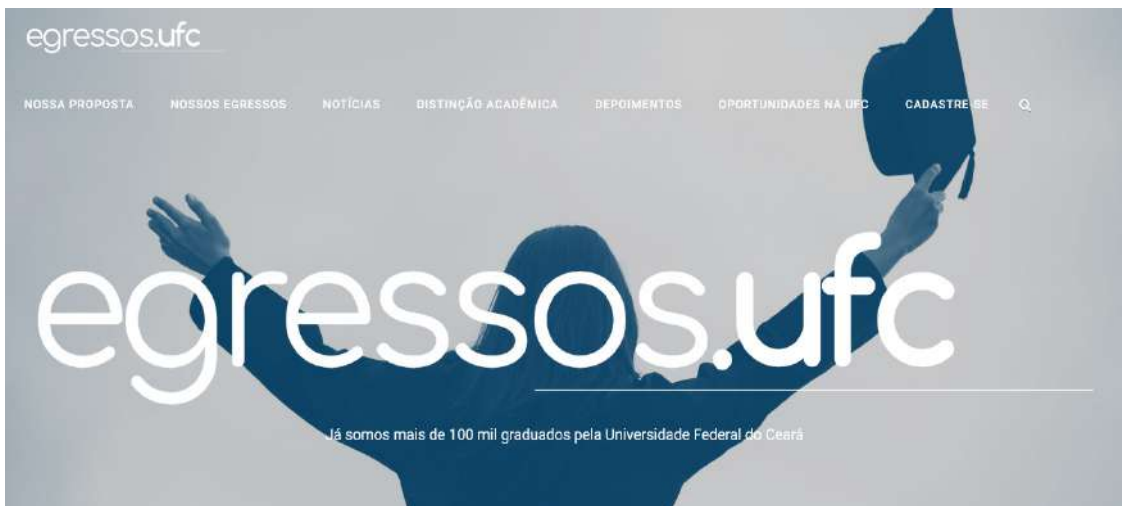 egressos.ufc
NOSSA PROPOSTA NOSSOS EGRESSOS NOTÍCIAS DISTINÇÃO ACADÊMICA DEPOIMENTOS OPORTUNIDADES NA UFC CADASTRE-SE
egressos.ufc
Já somos mais de 100 mil graduados pela Universidade Federal do Ceará